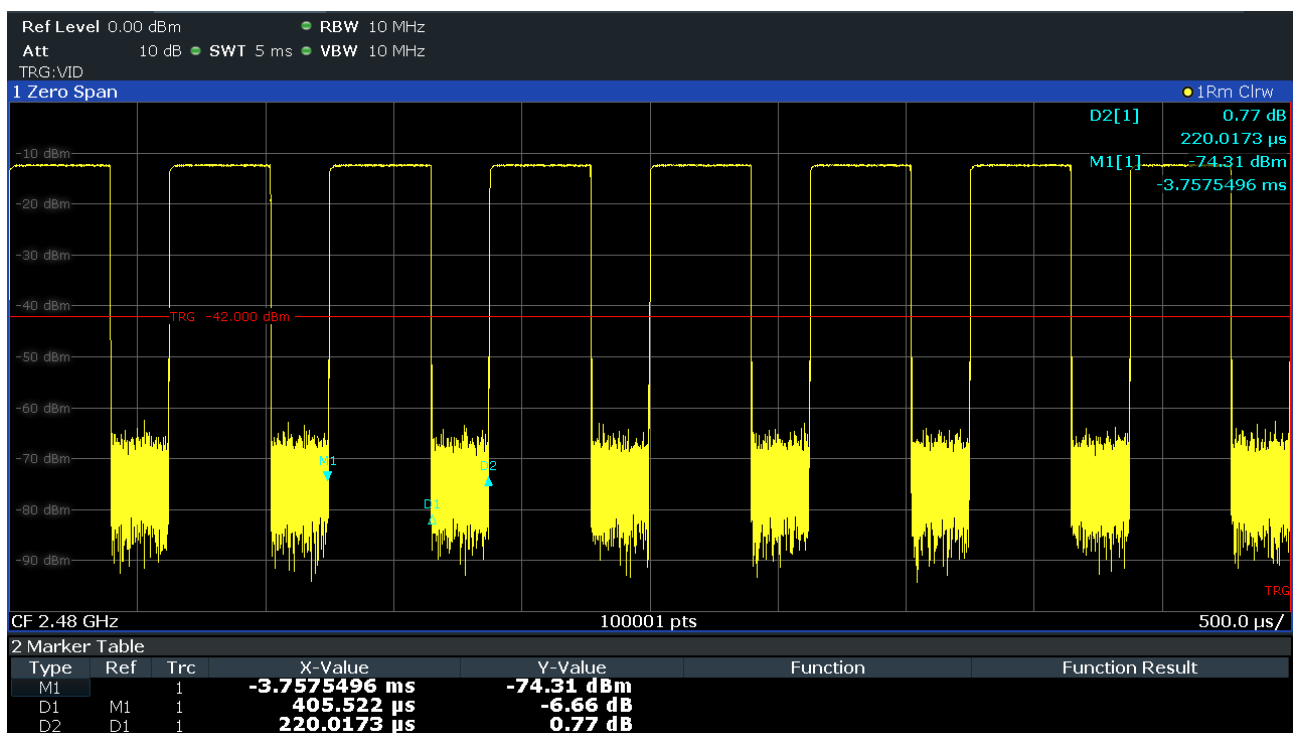 Ref Level 0.00 dBm RBW 10 MHz
Att 10 dB SWT 5 ms VBW 10 MHz
TRG:VID
1 Zero Span 1Rm Clrw
D2[1] 0.77 dB
220.0173 µs
-10 dBm
M1[1] -74.31 dBm
-3.7575496 ms
-20 dBm
-30 dBm
-40 dBm
TRG -42.000 dBm
-50 dBm
-60 dBm
-70 dBm
M1
D2
D1
-80 dBm
-90 dBm
TRG
CF 2.48 GHz 100001 pts 500.0 µs/
2 Marker Table
Type Ref Trc X-Value Y-Value Function Function Result
M1 1 -3.7575496 ms -74.31 dBm
D1 M1 1 405.522 µs -6.66 dB
D2 D1 1 220.0173 µs 0.77 dB